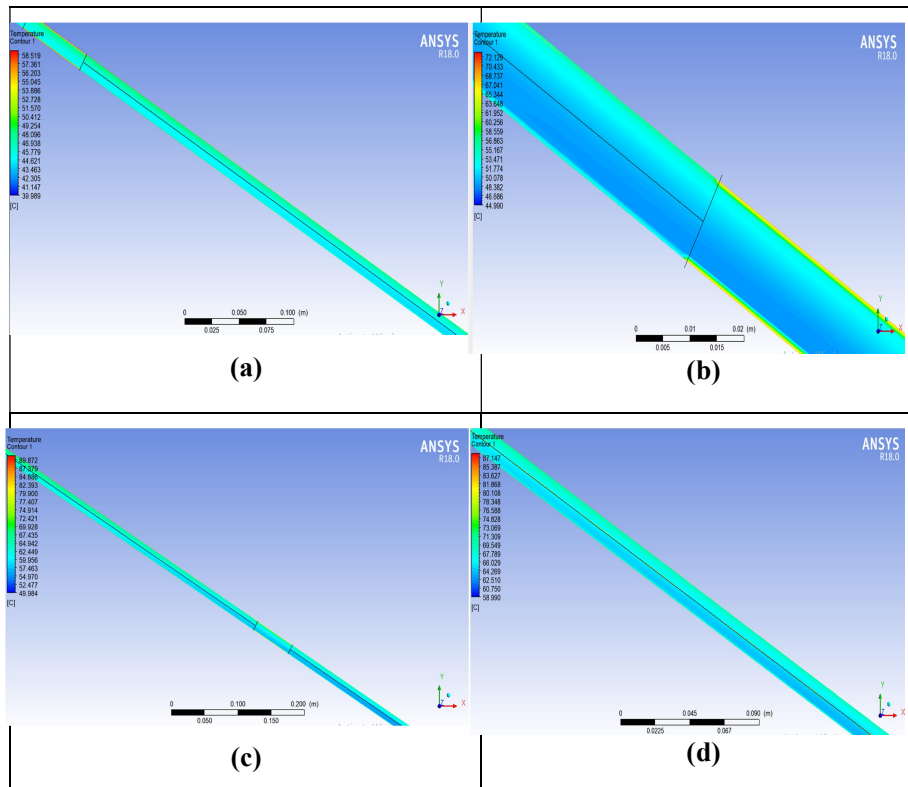 Temperature
Contour 1
58.519
57.361
56.203
55.045
53.886
52.728
51.570
50.412
49.254
48.096
46.938
45.779
44.621
43.463
42.305
41.147
39.989
[C]
ANSYS
R18.0
Y
X
Z
0 0.050 0.100 (m)
0.025 0.075
(a)
Temperature
Contour 1
70.433
68.737
67.041
65.344
63.648
61.952
60.256
58.559
56.863
55.167
53.471
51.774
50.078
48.382
46.686
44.990
[C]
ANSYS
R18.0
Y
X
Z
0 0.01 0.02 (m)
0.005 0.015
(b)
Temperature
Contour 1
89.872
87.379
84.886
82.393
79.900
77.407
74.914
72.421
69.928
67.435
64.942
62.449
59.956
57.463
54.970
52.477
49.984
[C]
ANSYS
R18.0
Y
X
Z
0 0.100 0.200 (m)
0.050 0.150
(c)
Temperature
Contour 1
87.147
85.387
83.627
81.868
80.108
78.348
76.588
74.828
73.069
71.309
69.549
67.789
66.029
64.269
62.510
60.750
58.990
[C]
ANSYS
R18.0
Y
X
Z
0 0.045 0.090 (m)
0.0225 0.067
(d)